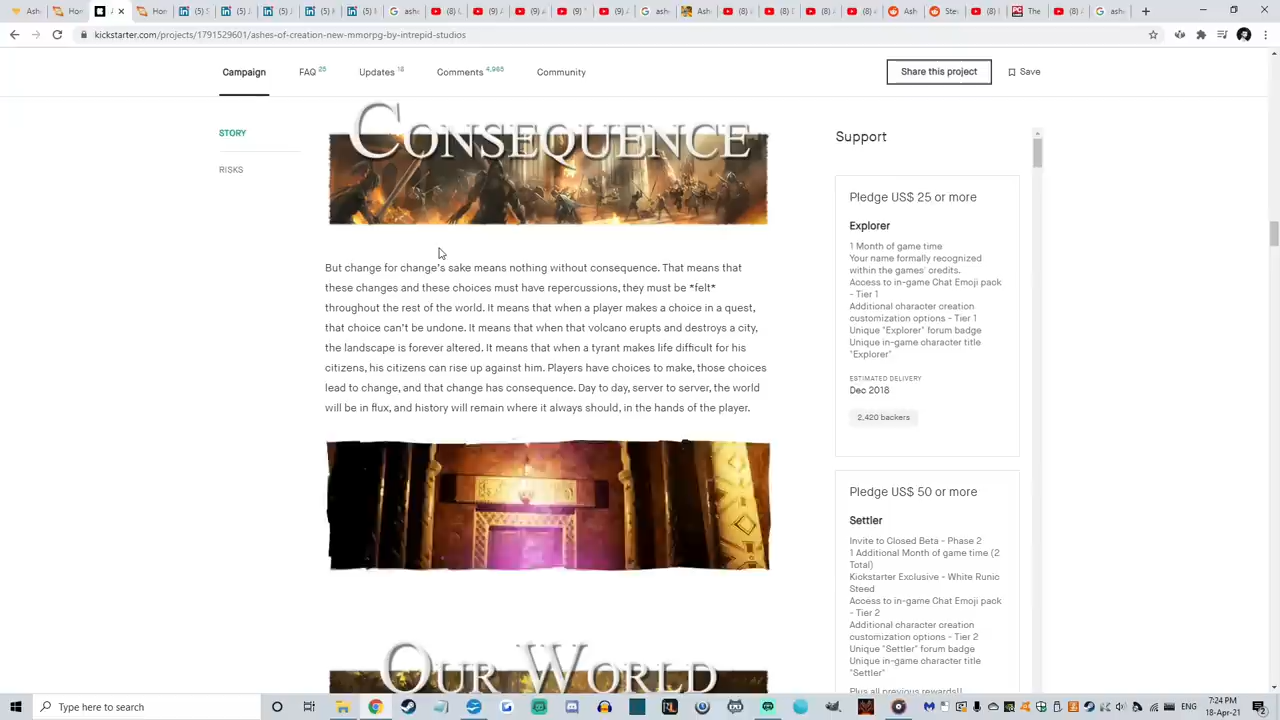 Ash
kickstarter.com/projects/1791529601/ashes-of-creation-new-mmorpg-by-intrepid-studios
Campaign
FAQ 25
Updates 18
Comments 4,965
Community
Share this project
Save
STORY
RISKS
CONSEQUENCE
But change for change's sake means nothing without consequence. That means that
these changes and these choices must have repercussions, they must be *felt*
throughout the rest of the world. It means that when a player makes a choice in a quest,
that choice can't be undone. It means that when that volcano erupts and destroys a city,
the landscape is forever altered. It means that when a tyrant makes life difficult for his
citizens, his citizens can rise up against him. Players have choices to make, those choices
lead to change, and that change has consequence. Day to day, server to server, the world
will be in flux, and history will remain where it always should, in the hands of the player.
OUR WORLD
Support
Pledge US$ 25 or more
Explorer
1 Month of game time
Your name formally recognized
within the games' credits.
Access to in-game Chat Emoji pack
- Tier 1
Additional character creation
customization options - Tier 1
Unique "Explorer" forum badge
Unique in-game character title
"Explorer"
ESTIMATED DELIVERY
Dec 2018
2,420 backers
Pledge US$ 50 or more
Settler
Invite to Closed Beta - Phase 2
1 Additional Month of game time (2
Total)
Kickstarter Exclusive - White Runic
Steed
Access to in-game Chat Emoji pack
- Tier 2
Additional character creation
customization options - Tier 2
Unique "Settler" forum badge
Unique in-game character title
"Settler"
Plus all previous rewards!!
Type here to search
ENG
7:24 PM
18-Apr-21